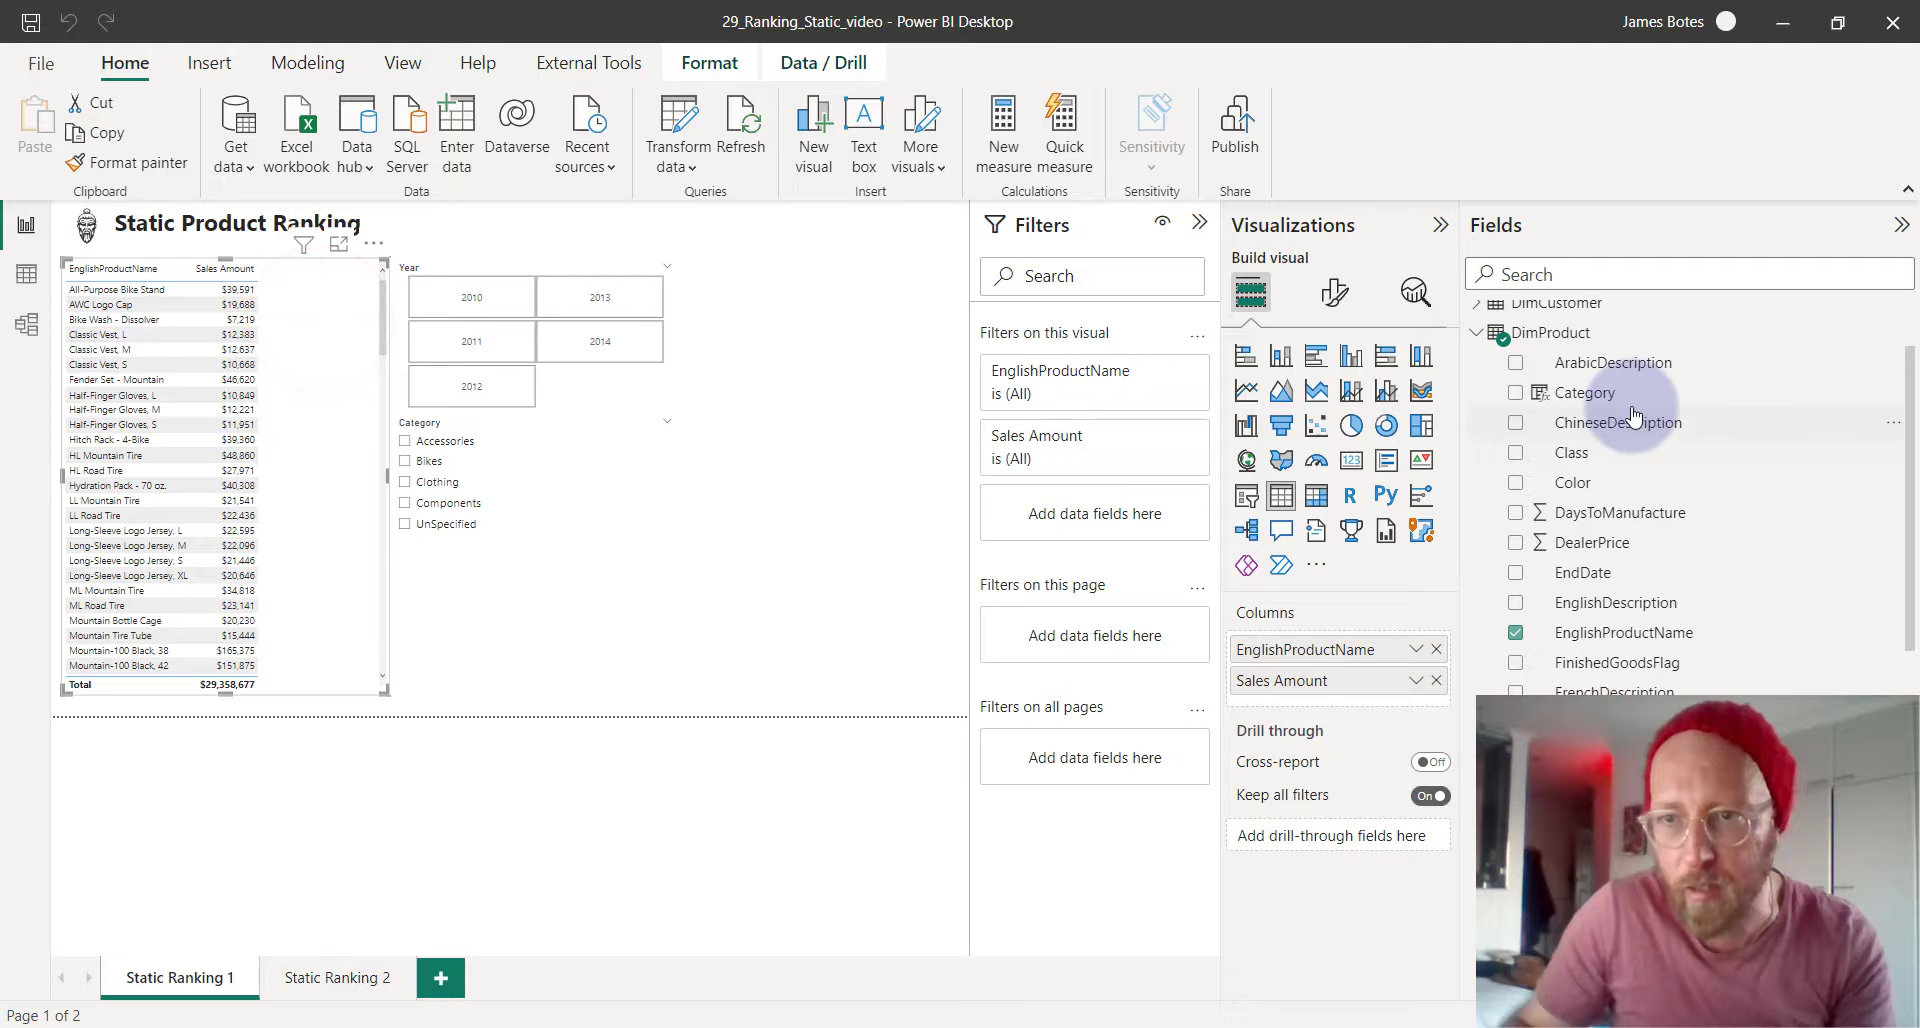 29_Ranking_Static_video - Power BI Desktop
James Botes
File
Home
Insert
Modeling
View
Help
External Tools
Format
Data / Drill
Paste
Cut
Copy
Format painter
Clipboard
Get data
Excel workbook
Data hub
SQL Server
Enter data
Dataverse
Recent sources
Data
Transform data
Refresh
Queries
New visual
Text box
More visuals
Insert
New measure
Quick measure
Calculations
Sensitivity
Sensitivity
Publish
Share
Static Product Ranking
EnglishProductName Sales Amount
All-Purpose Bike Stand $39,591
AWC Logo Cap $19,688
Bike Wash - Dissolver $7,219
Classic Vest, L $12,383
Classic Vest, M $12,637
Classic Vest, S $10,668
Fender Set - Mountain $46,620
Half-Finger Gloves, L $10,849
Half-Finger Gloves, M $12,221
Half-Finger Gloves, S $11,951
Hitch Rack - 4-Bike $39,360
HL Mountain Tire $48,860
HL Road Tire $27,971
Hydration Pack - 70 oz. $40,308
LL Mountain Tire $21,541
LL Road Tire $22,436
Long-Sleeve Logo Jersey, L $22,595
Long-Sleeve Logo Jersey, M $22,096
Long-Sleeve Logo Jersey, S $21,446
Long-Sleeve Logo Jersey, XL $20,646
ML Mountain Tire $34,818
ML Road Tire $23,141
Mountain Bottle Cage $20,230
Mountain Tire Tube $15,444
Mountain-100 Black, 38 $165,375
Mountain-100 Black, 42 $151,875
Total $29,358,677
Year
2010 2013
2011 2014
2012
Category
Accessories
Bikes
Clothing
Components
UnSpecified
Filters
Search
Filters on this visual
EnglishProductName
is (All)
Sales Amount
is (All)
Add data fields here
Filters on this page
Add data fields here
Filters on all pages
Add data fields here
Visualizations
Build visual
123
R
Py
Columns
EnglishProductName
Sales Amount
Drill through
Cross-report Off
Keep all filters On
Add drill-through fields here
Fields
Search
DimCustomer
DimProduct
ArabicDescription
Category
ChineseDescription
Class
Color
DaysToManufacture
DealerPrice
EndDate
EnglishDescription
EnglishProductName
FinishedGoodsFlag
FrenchDescription
Static Ranking 1
Static Ranking 2
Page 1 of 2